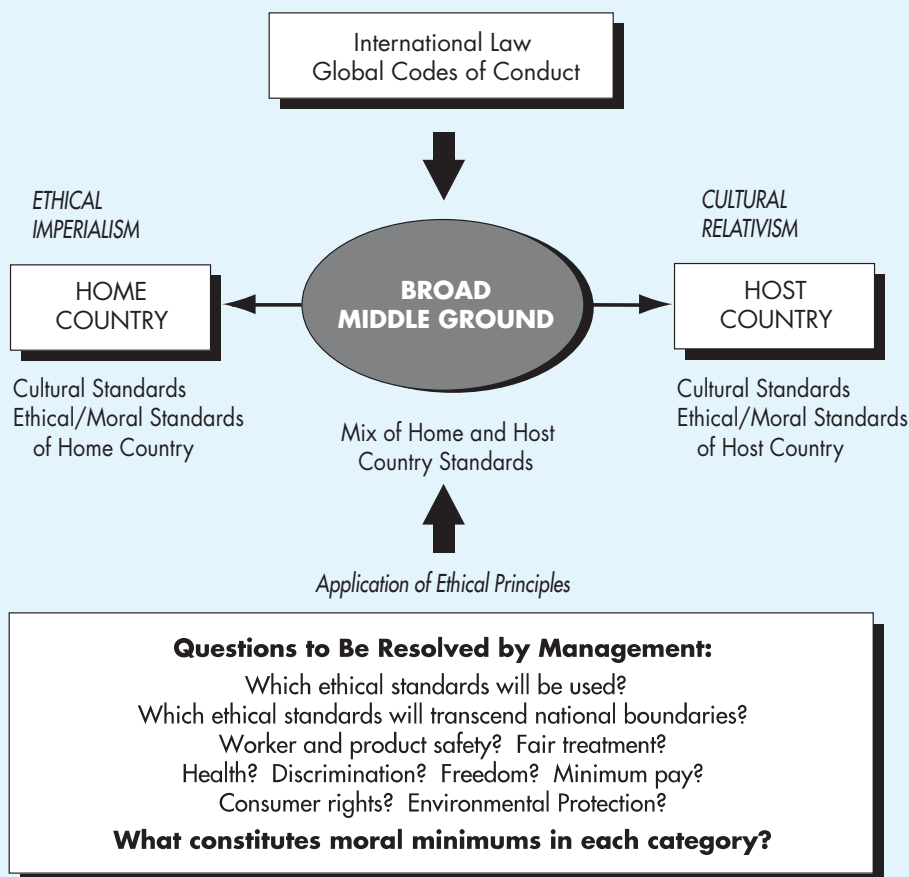 International Law
Global Codes of Conduct
ETHICAL
IMPERIALISM
CULTURAL
RELATIVISM
HOME
COUNTRY
BROAD
MIDDLE GROUND
HOST
COUNTRY
Cultural Standards
Ethical/Moral Standards
of Home Country
Mix of Home and Host
Country Standards
Cultural Standards
Ethical/Moral Standards
of Host Country
Application of Ethical Principles
Questions to Be Resolved by Management:
Which ethical standards will be used?
Which ethical standards will transcend national boundaries?
Worker and product safety? Fair treatment?
Health? Discrimination? Freedom? Minimum pay?
Consumer rights? Environmental Protection?
What constitutes moral minimums in each category?